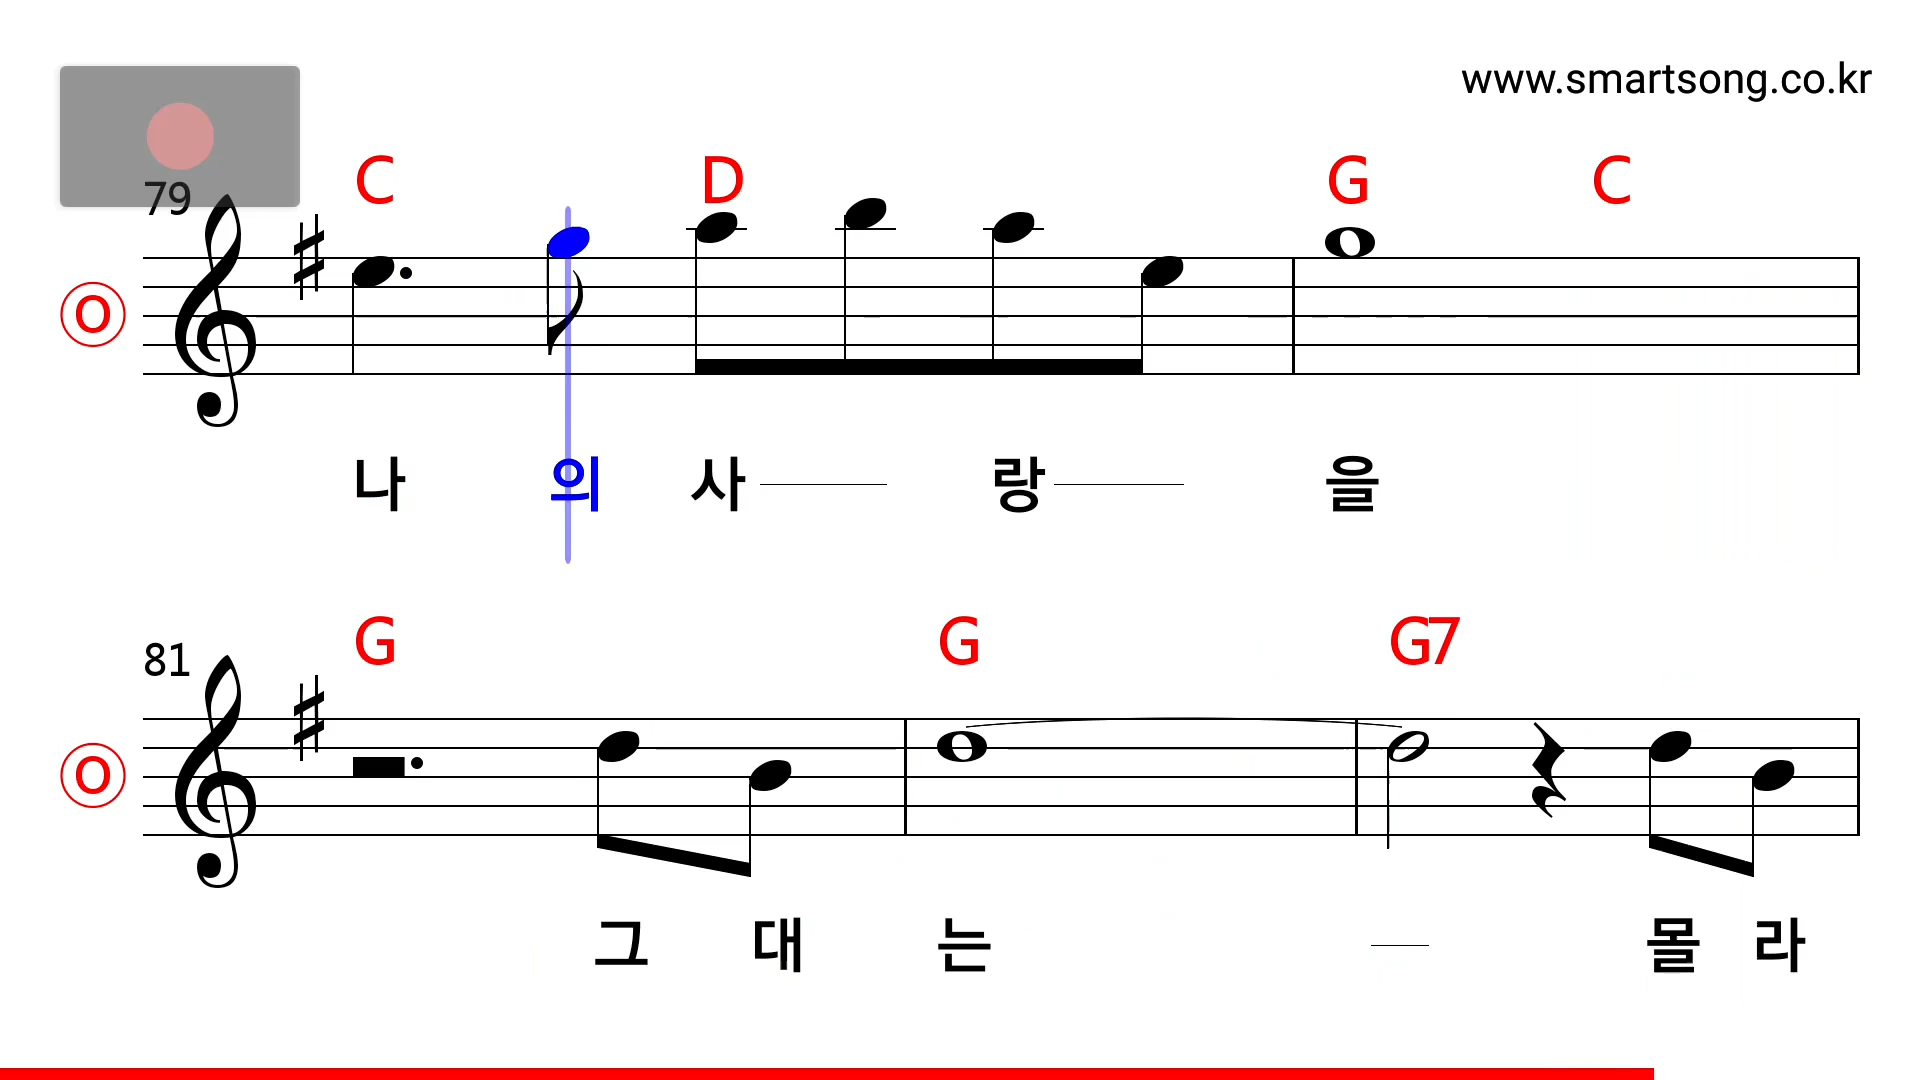 www.smartsong.co.kr
79 C D G C
O
나 의 사 랑 을
81 G G G7
O
그 대 는 몰 라